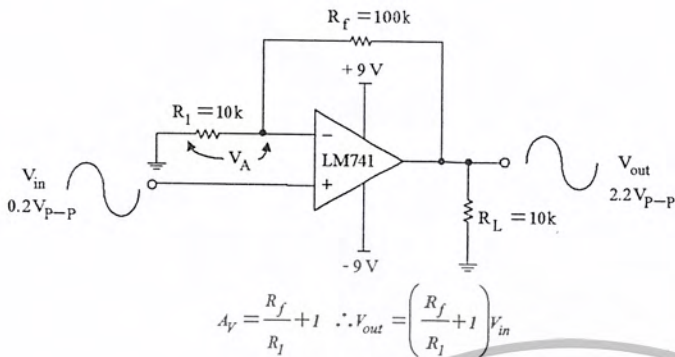 R_f = 100k
+9 V
R_1 = 10k
−
V_A
LM741
+
V_in
0.2V_P−P
V_out
2.2V_P−P
R_L = 10k
-9 V
A_V = R_f/R_1 + 1 ∴ V_out = (R_f/R_1 + 1) V_in